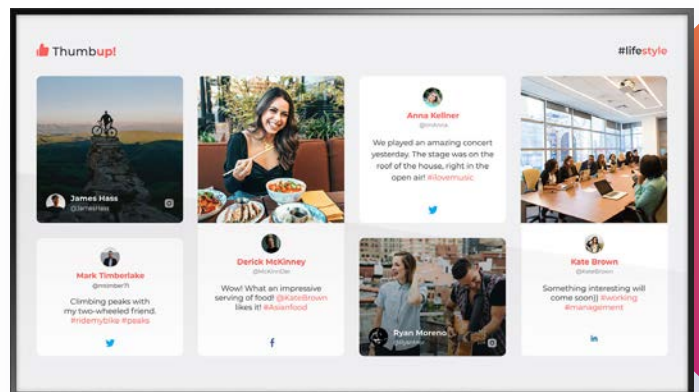 Thumbup!
#lifestyle
James Hass
@JamesHass
Mark Timberlake
Climbing peaks with
my two-wheeled friend.
#ridemybike #peaks
Derick McKinney
Wow! What an impressive
serving of food! @KateBrown
likes it! #Asianfood
Anna Kellner
We played an amazing concert
yesterday. The stage was on the
roof of the house, right in the
open air! #ilovemusic
Ryan Moreno
Kate Brown
@KateBrown
Something interesting will
come soon)) #working
#management